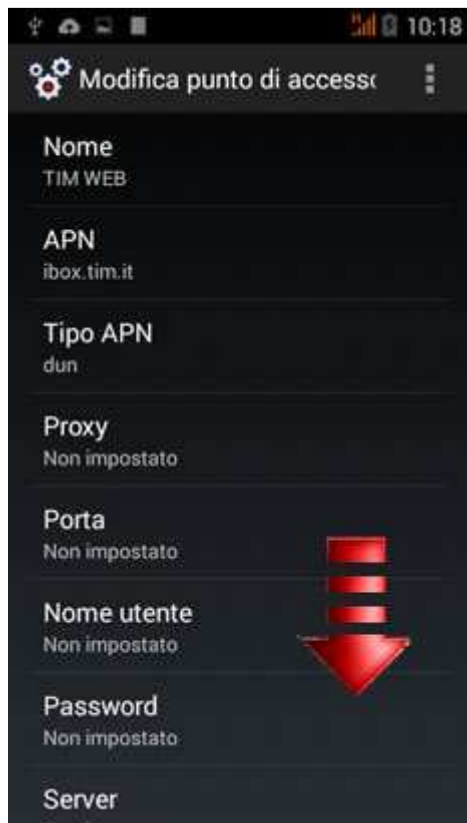 10:18
Modifica punto di accesso
Nome
TIM WEB
APN
ibox.tim.it
Tipo APN
dun
Proxy
Non impostato
Porta
Non impostato
Nome utente
Non impostato
Password
Non impostato
Server